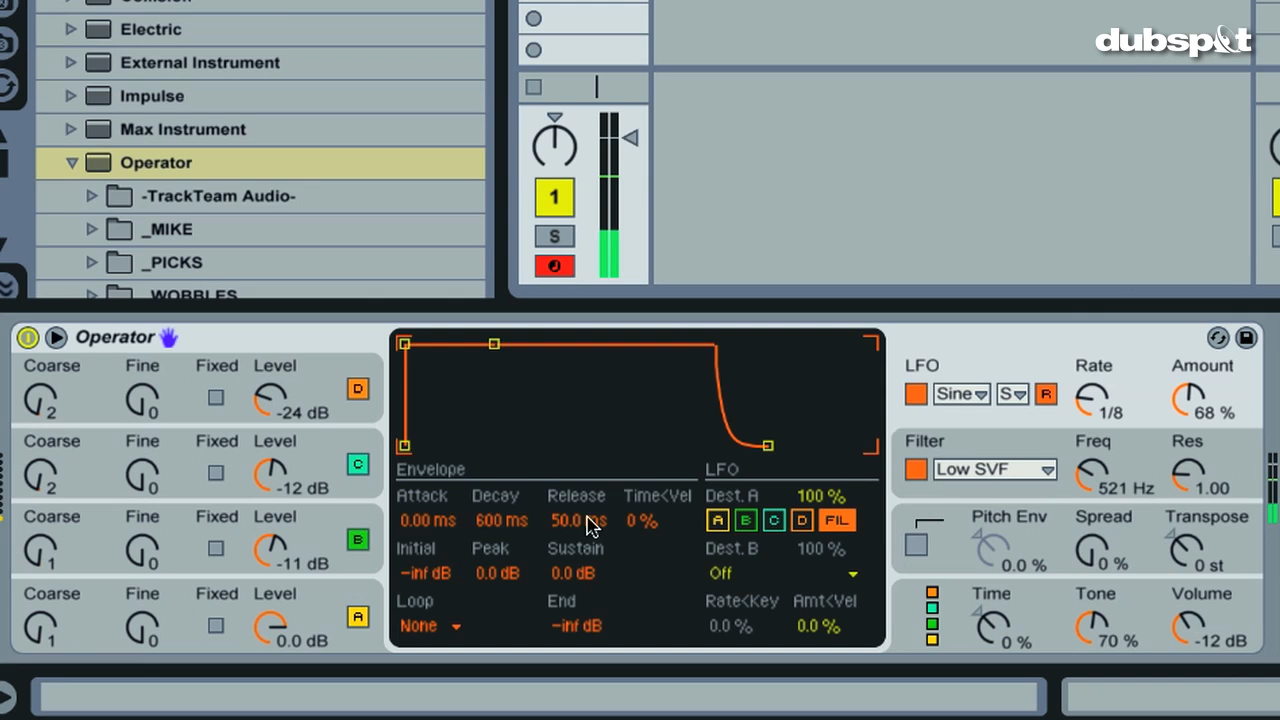 dubspot
Electric
External Instrument
Impulse
Max Instrument
Operator
-TrackTeam Audio-
_MIKE
_PICKS
_WOBBLES
1
S
Operator
Coarse Fine Fixed Level
2 0 -24 dB D
Coarse Fine Fixed Level
2 0 -12 dB C
Coarse Fine Fixed Level
1 0 -11 dB B
Coarse Fine Fixed Level
1 0 0.0 dB A
Envelope
Attack Decay Release Time<Vel
0.00 ms 600 ms 50.0 ms 0 %
Initial Peak Sustain
-inf dB 0.0 dB 0.0 dB
Loop End
None -inf dB
LFO
Dest. A 100 %
A B C D FIL
Dest. B 100 %
Off
Rate<Key Amt<Vel
0.0 % 0.0 %
LFO Rate Amount
Sine S R 1/8 68 %
Filter Freq Res
Low SVF 521 Hz 1.00
Pitch Env Spread Transpose
0.0 % 0 % 0 st
Time Tone Volume
0 % 70 % -12 dB